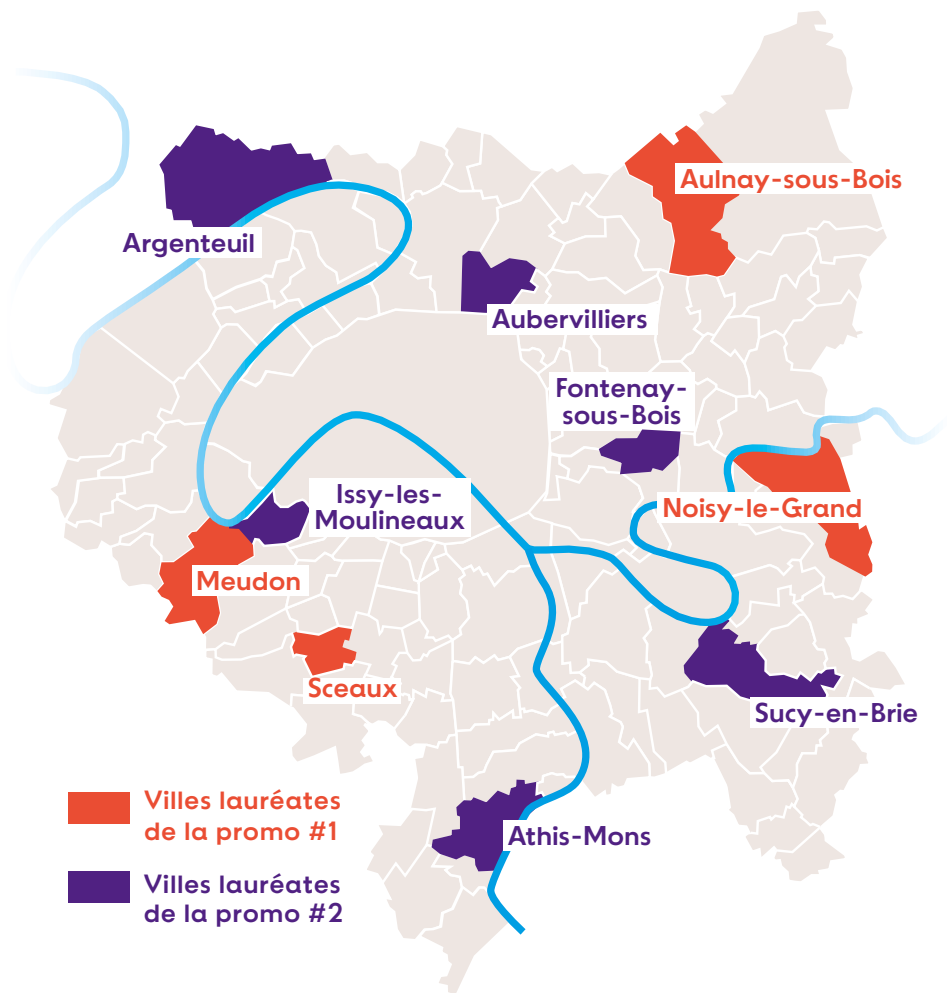 Aulnay-sous-Bois
Argenteuil
Aubervilliers
Fontenay-
sous-Bois
Issy-les-
Moulineaux
Noisy-le-Grand
Meudon
Sceaux
Sucy-en-Brie
Villes lauréates
de la promo #1
Athis-Mons
Villes lauréates
de la promo #2